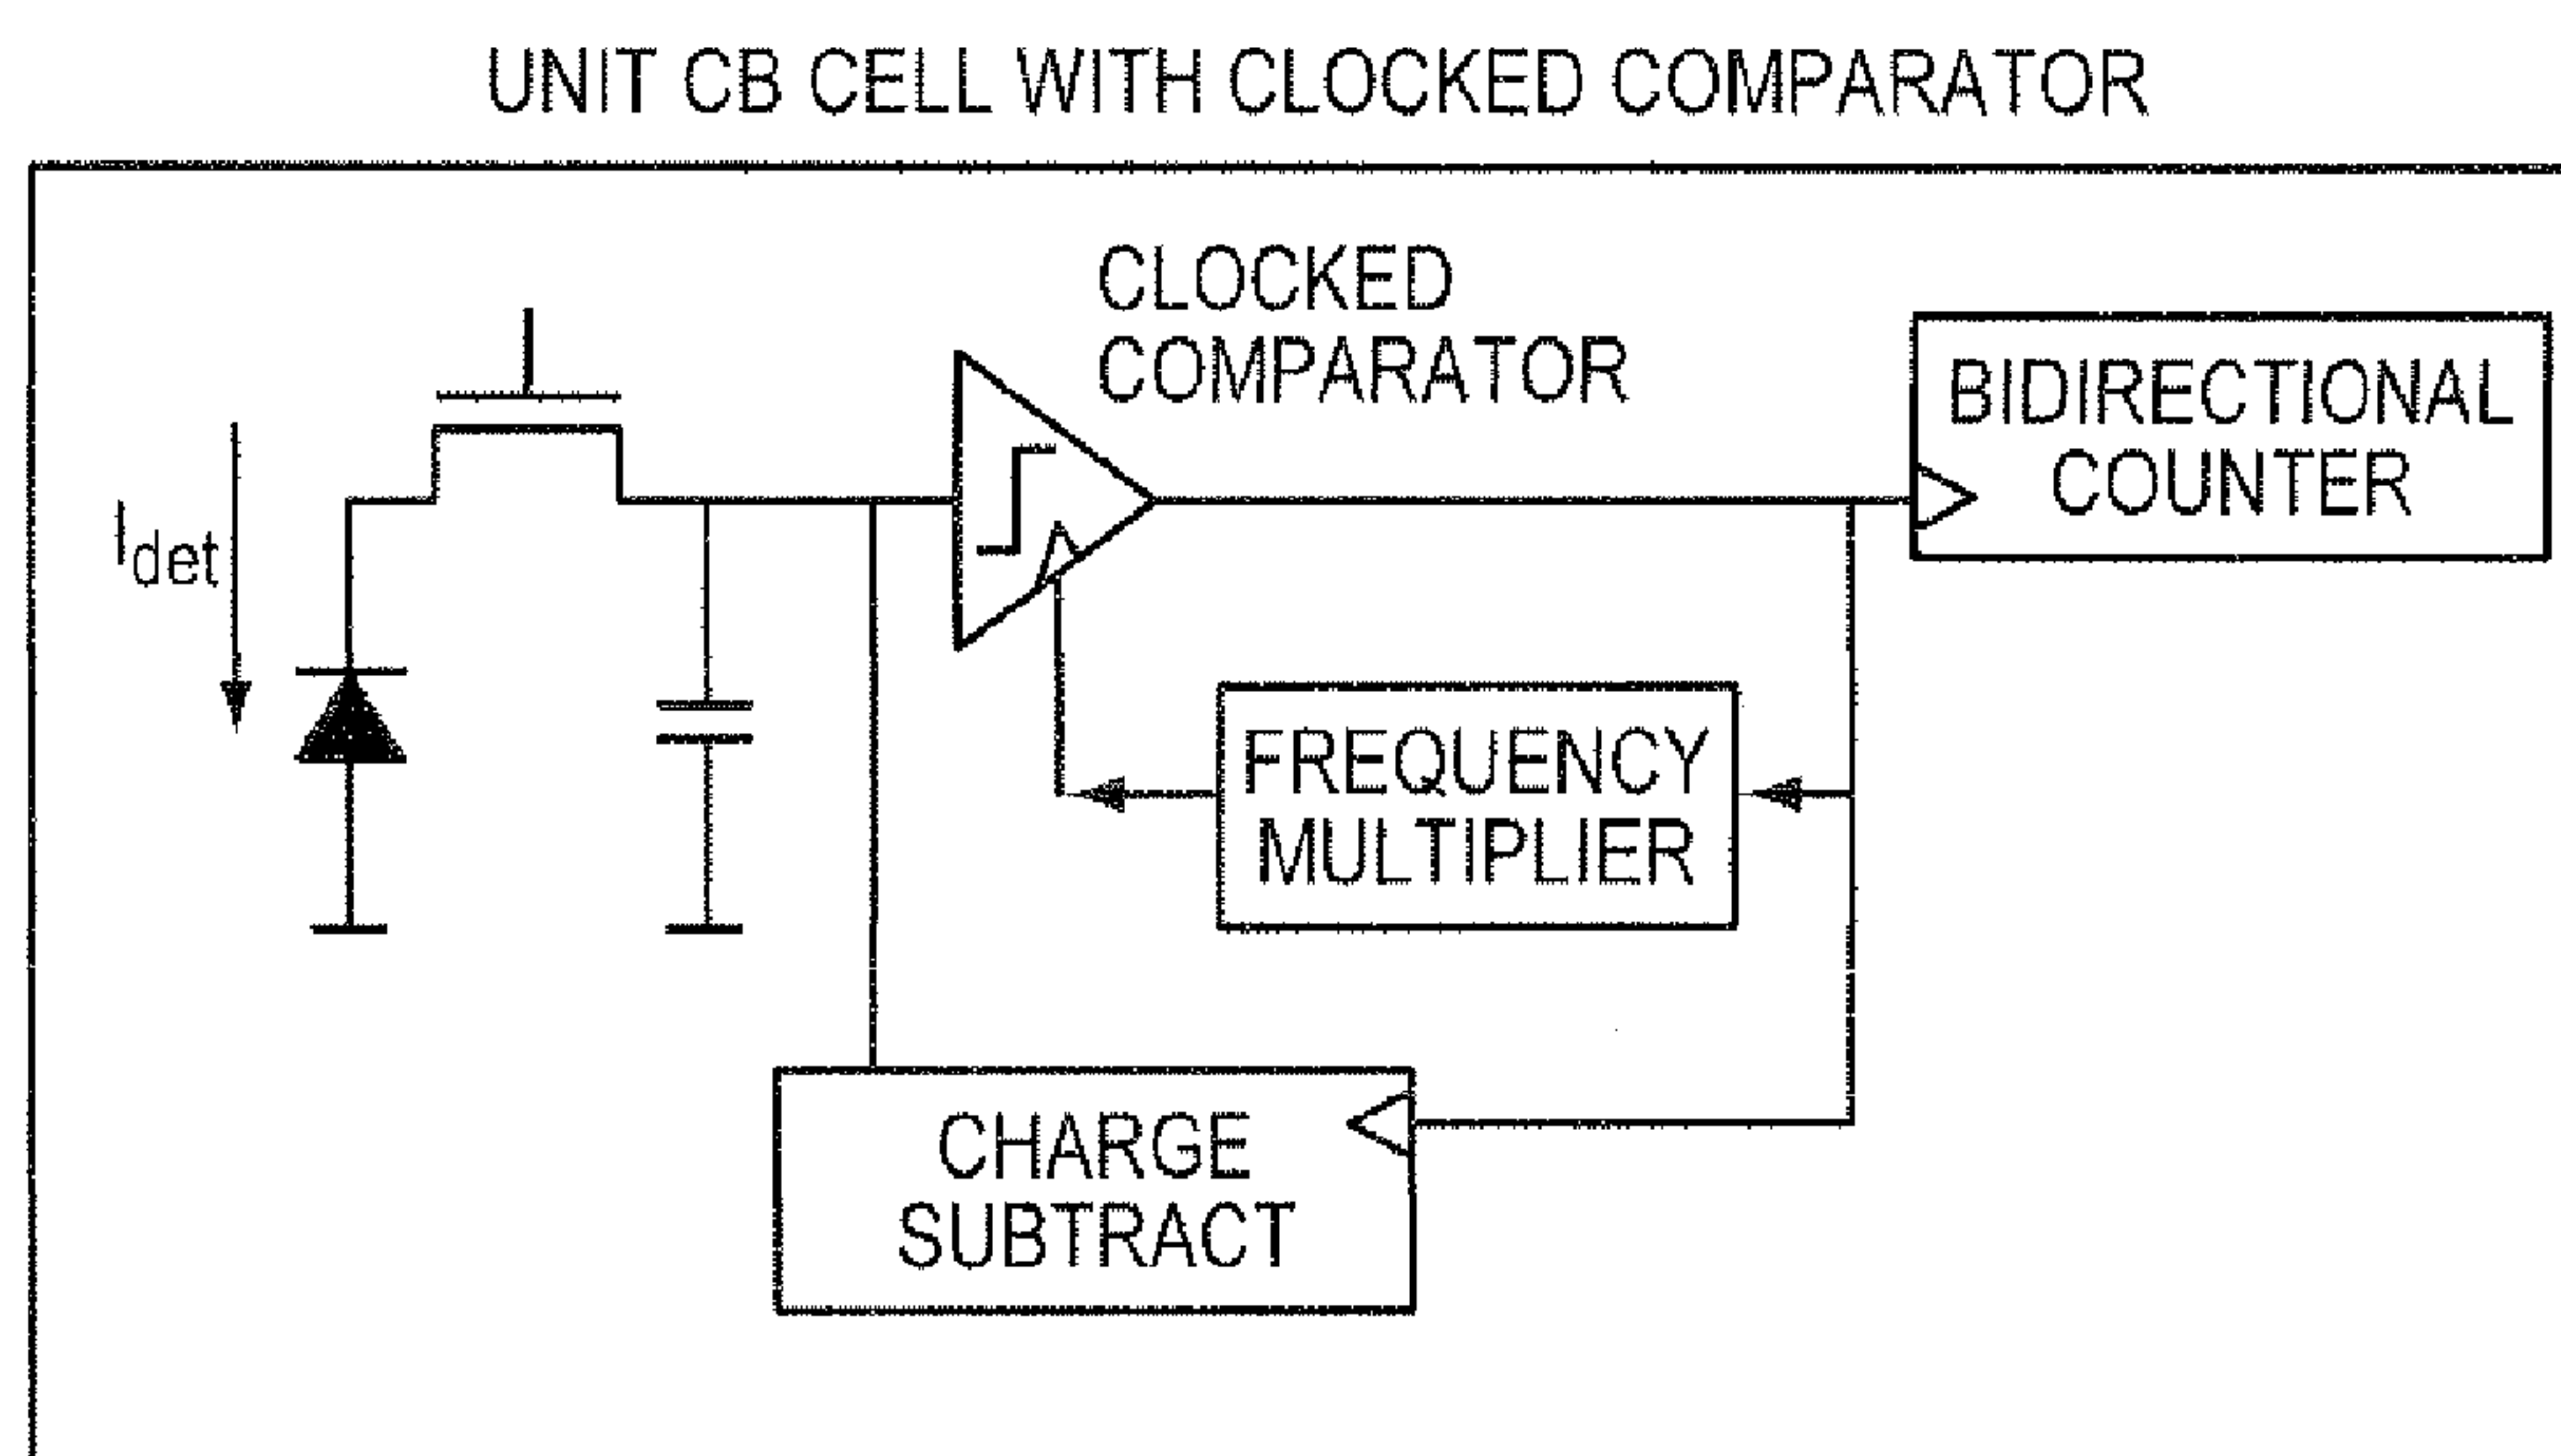 UNIT CB CELL WITH CLOCKED COMPARATOR
CLOCKED
COMPARATOR
BIDIRECTIONAL
COUNTER
Idet
FREQUENCY
MULTIPLIER
CHARGE
SUBTRACT